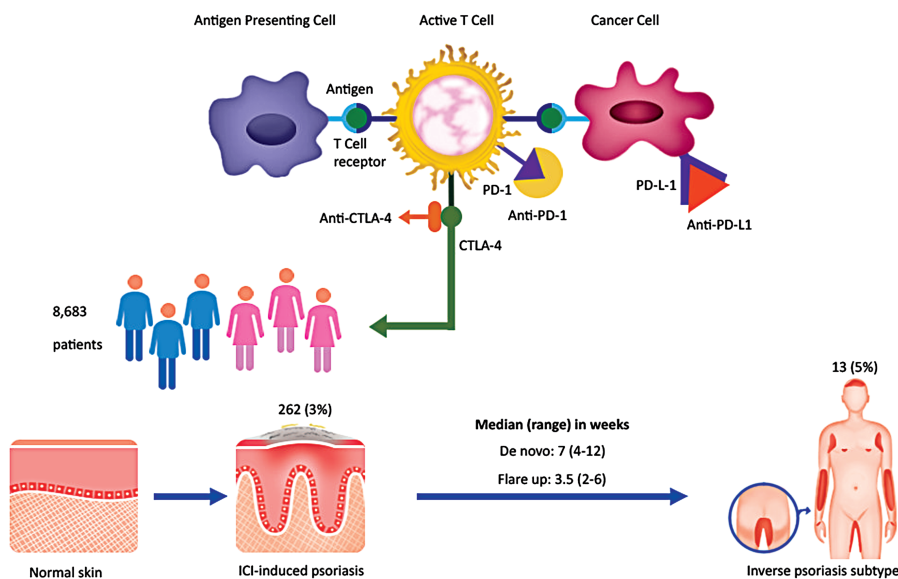 Antigen Presenting Cell
Active T Cell
Cancer Cell
Antigen
T Cell
receptor
PD-1
Anti-PD-1
PD-L-1
Anti-PD-L1
Anti-CTLA-4
CTLA-4
8,683
patients
262 (3%)
Median (range) in weeks
De novo: 7 (4-12)
Flare up: 3.5 (2-6)
13 (5%)
Normal skin
ICI-induced psoriasis
Inverse psoriasis subtype